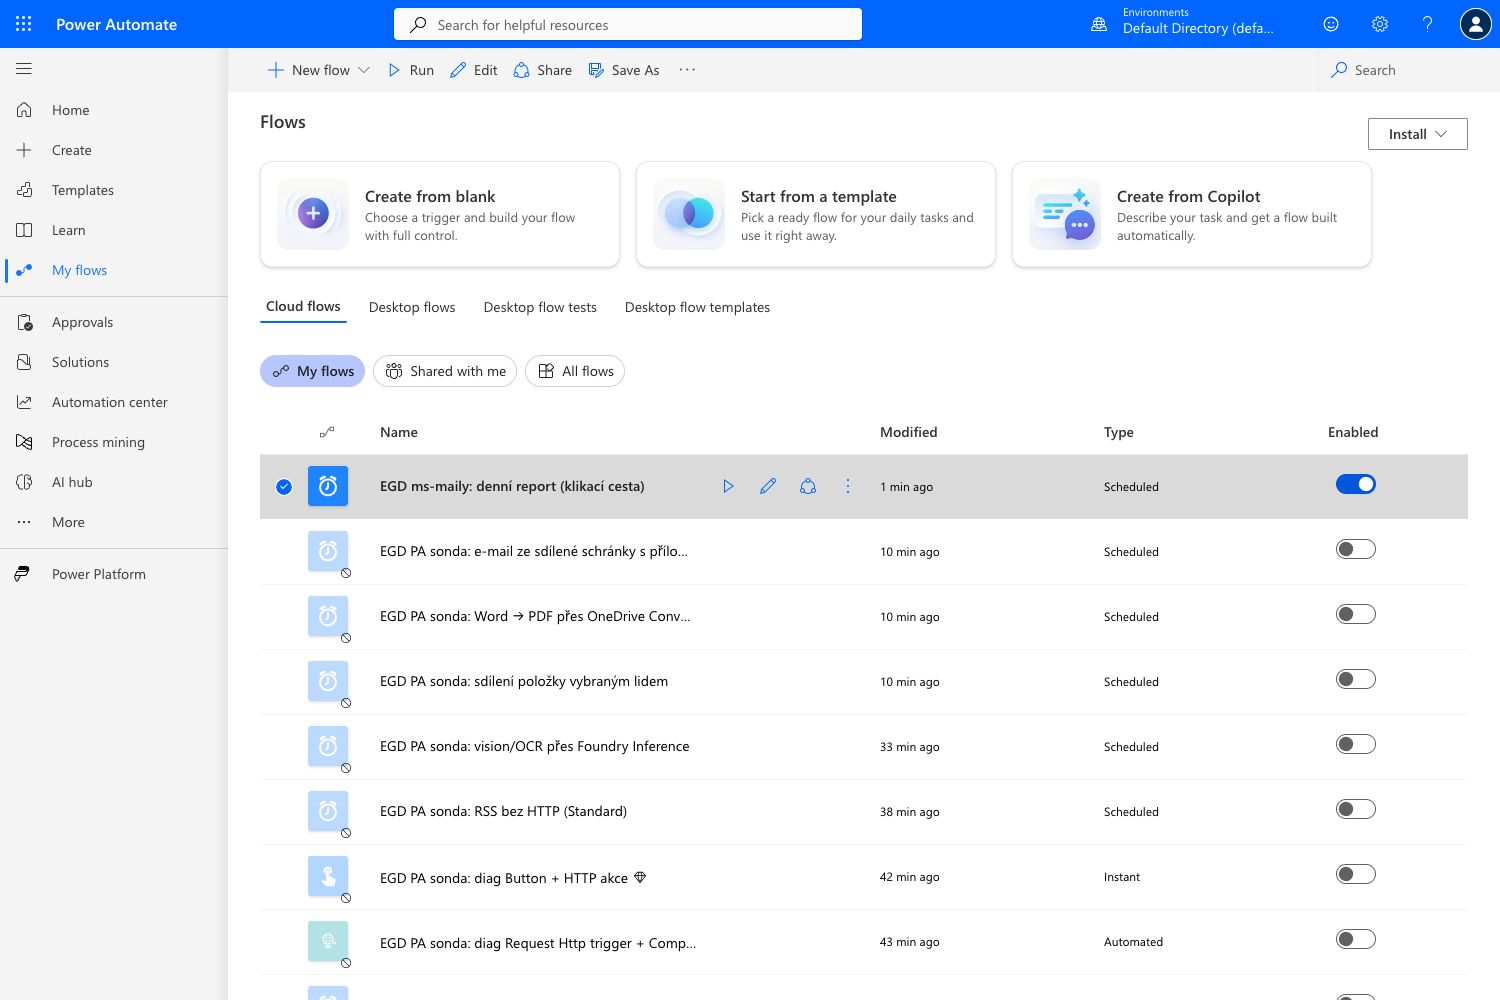 Power Automate
Search for helpful resources
Environments
Default Directory (defa...
New flow
Run
Edit
Share
Save As
Search
Home
Create
Templates
Learn
My flows
Approvals
Solutions
Automation center
Process mining
AI hub
More
Power Platform
Flows
Install
Create from blank
Choose a trigger and build your flow
with full control.
Start from a template
Pick a ready flow for your daily tasks and
use it right away.
Create from Copilot
Describe your task and get a flow built
automatically.
Cloud flows Desktop flows Desktop flow tests Desktop flow templates
My flows Shared with me All flows
Name Modified Type Enabled
EGD ms-maily: denní report (klikací cesta) 1 min ago Scheduled
EGD PA sonda: e-mail ze sdílené schránky s přílo... 10 min ago Scheduled
EGD PA sonda: Word → PDF přes OneDrive Conv... 10 min ago Scheduled
EGD PA sonda: sdílení položky vybraným lidem 10 min ago Scheduled
EGD PA sonda: vision/OCR přes Foundry Inference 33 min ago Scheduled
EGD PA sonda: RSS bez HTTP (Standard) 38 min ago Scheduled
EGD PA sonda: diag Button + HTTP akce 42 min ago Instant
EGD PA sonda: diag Request Http trigger + Comp... 43 min ago Automated